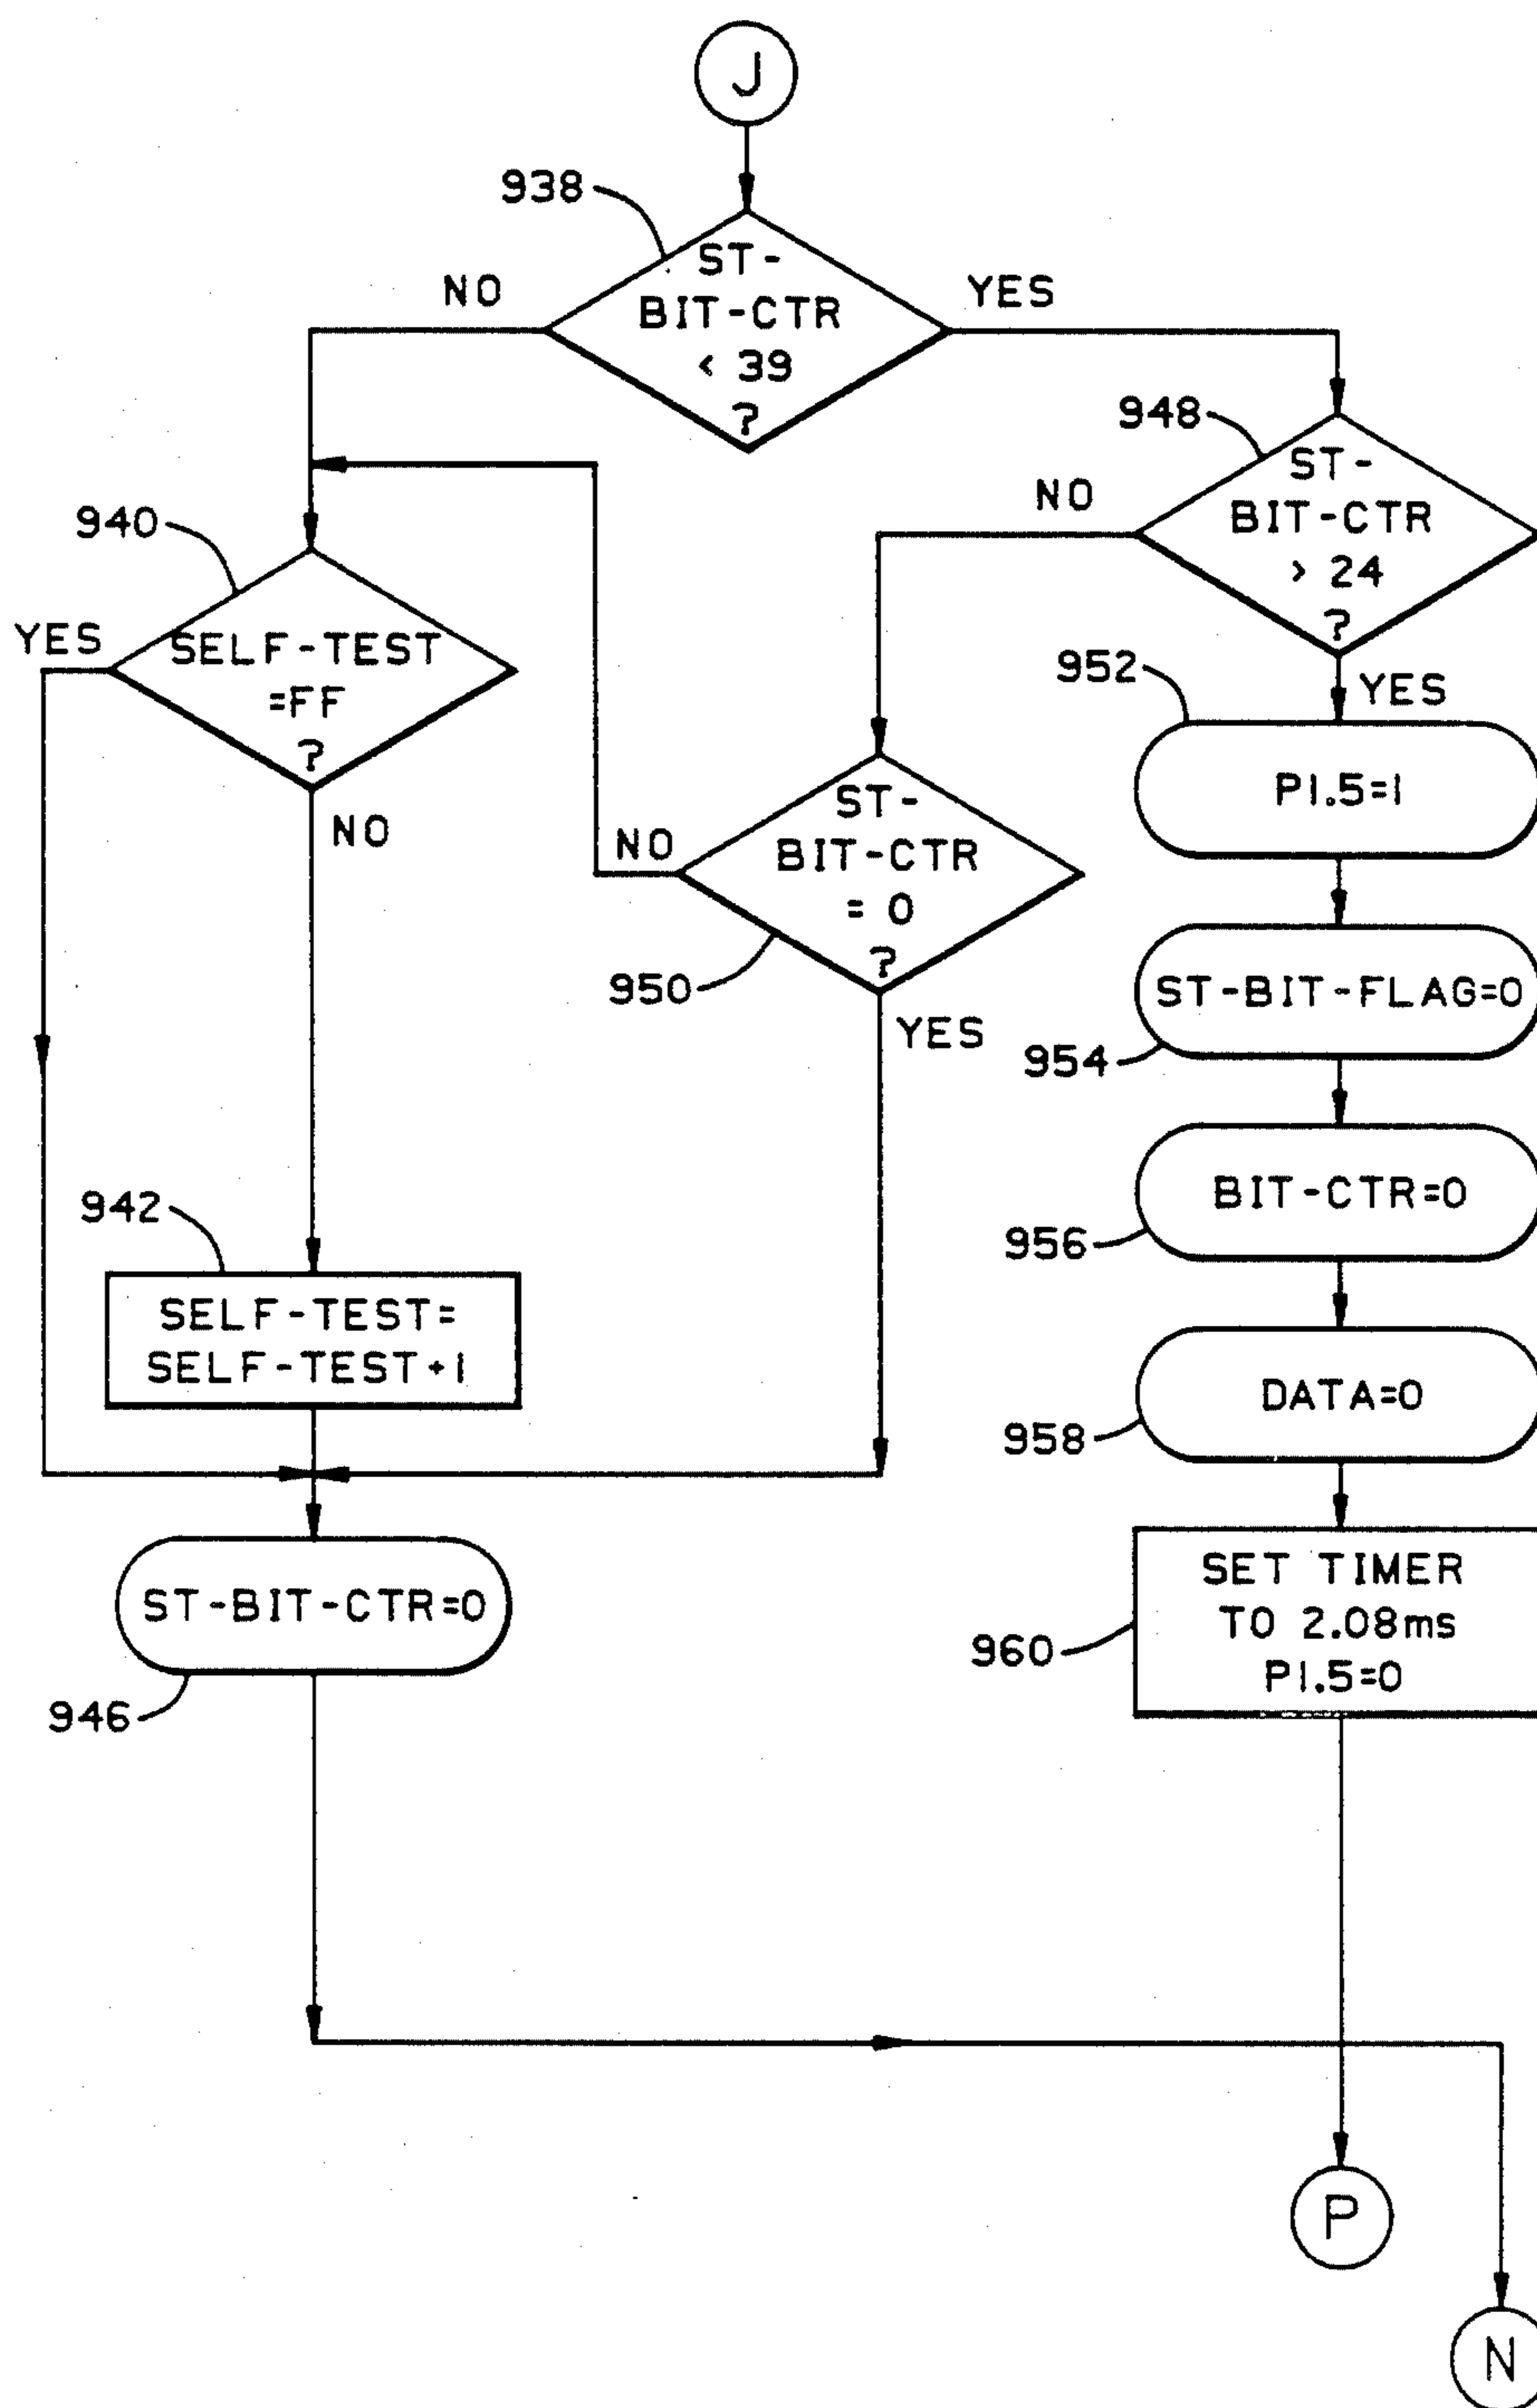 J
938
ST-
BIT-CTR
< 39
?
NO
YES
948
ST-
BIT-CTR
> 24
?
NO
YES
940
SELF-TEST
=FF
?
YES
NO
950
ST-
BIT-CTR
= 0
?
NO
YES
952
P1.5=1
954
ST-BIT-FLAG=0
956
BIT-CTR=0
958
DATA=0
942
SELF-TEST=
SELF-TEST+1
946
ST-BIT-CTR=0
960
SET TIMER
TO 2.08ms
P1.5=0
P
N